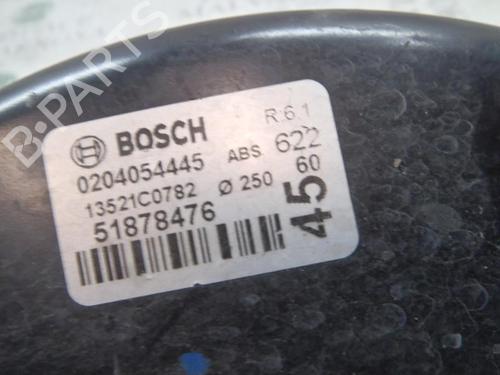 B-PARTS
BOSCH R.6.1
0204054445 ABS 622
13521C0782 Ø 250 60
51878476 45